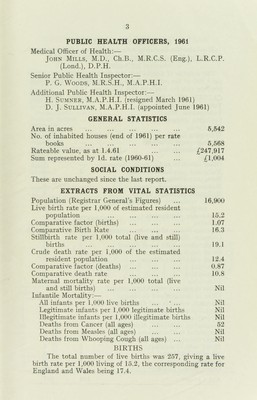 3
PUBLIC HEALTH OFFICERS, 1961
Medical Officer of Health:—
John Mills, M.D., Ch.B., M.R.C.S. (Eng.), L.R.C.P.
(Lond.), D.P.H.
Senior Public Health Inspector:—
P. G. Woods, M.R.S.H., M.A.P.H.I.
Additional Public Health Inspector:—
H. Sumner, M.A.P.H.I. (resigned March 1961)
D. J. Sullivan, M.A.P.H.I. (appointed June 1961)
GENERAL STATISTICS
Area in acres ... ... ... ... ... 5,542
No. of inhabited houses (end of 1961) per rate
books ... ... ... ... ... 5,568
Rateable value, as at 1.4.61 ... ... £247,917
Sum represented by 1d. rate (1960-61) ... £1,004
SOCIAL CONDITIONS
These are unchanged since the last report.
EXTRACTS FROM VITAL STATISTICS
Population (Registrar General's Figures) ... 16,900
Live birth rate per 1,000 of estimated resident
population ... ... ... ... 15.2
Comparative factor (births) ... ... ... 1.07
Comparative Birth Rate ... ... ... 16.3
Stillbirth rate per 1,000 total (live and still)
births ... ... ... ... ... 19.1
Crude death rate per 1,000 of the estimated
resident population ... ... ... 12.4
Comparative factor (deaths) ... ... ... 0.87
Comparative death rate ... ... ... 10.8
Maternal mortality rate per 1,000 total (live
and still births) ... ... ... ... Nil
Infantile Mortality:—
All infants per 1,000 live births ... ... Nil
Legitimate infants per 1,000 legitimate births Nil
Illegitimate infants per 1,000 illegitimate births Nil
Deaths from Cancer (all ages) ... ... 52
Deaths from Measles (all ages) ... ... Nil
Deaths from Whooping Cough (all ages) ... Nil
BIRTHS
The total number of live births was 257, giving a live
birth rate per 1,000 living of 15.2, the corresponding rate for
England and Wales being 17.4.